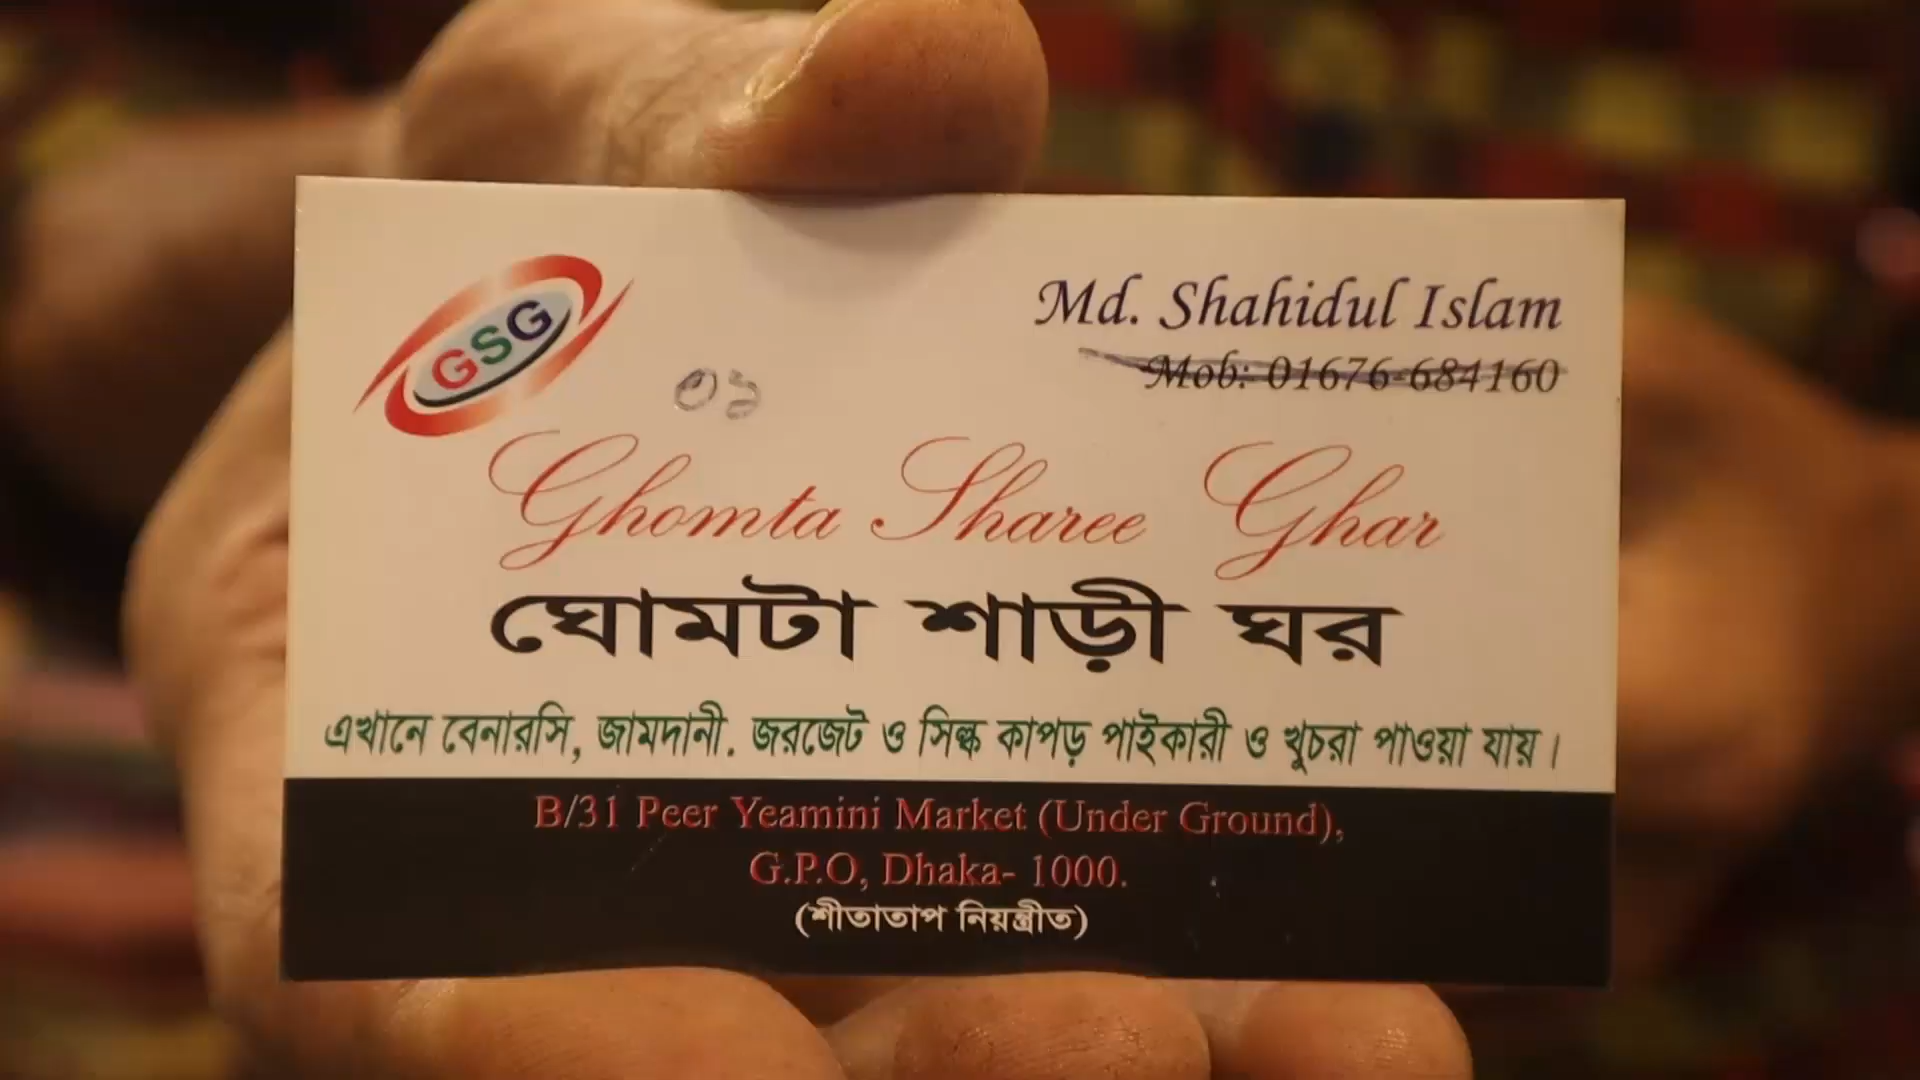 GSG
Md. Shahidul Islam
Mob: 01676-684160
৩১
Ghomta Sharee Ghar
ঘোমটা শাড়ী ঘর
এখানে বেনারসি, জামদানী. জরজেট ও সিল্ক কাপড় পাইকারী ও খুচরা পাওয়া যায়।
B/31 Peer Yeamini Market (Under Ground),
G.P.O, Dhaka- 1000.
(শীতাতাপ নিয়ন্ত্রীত)